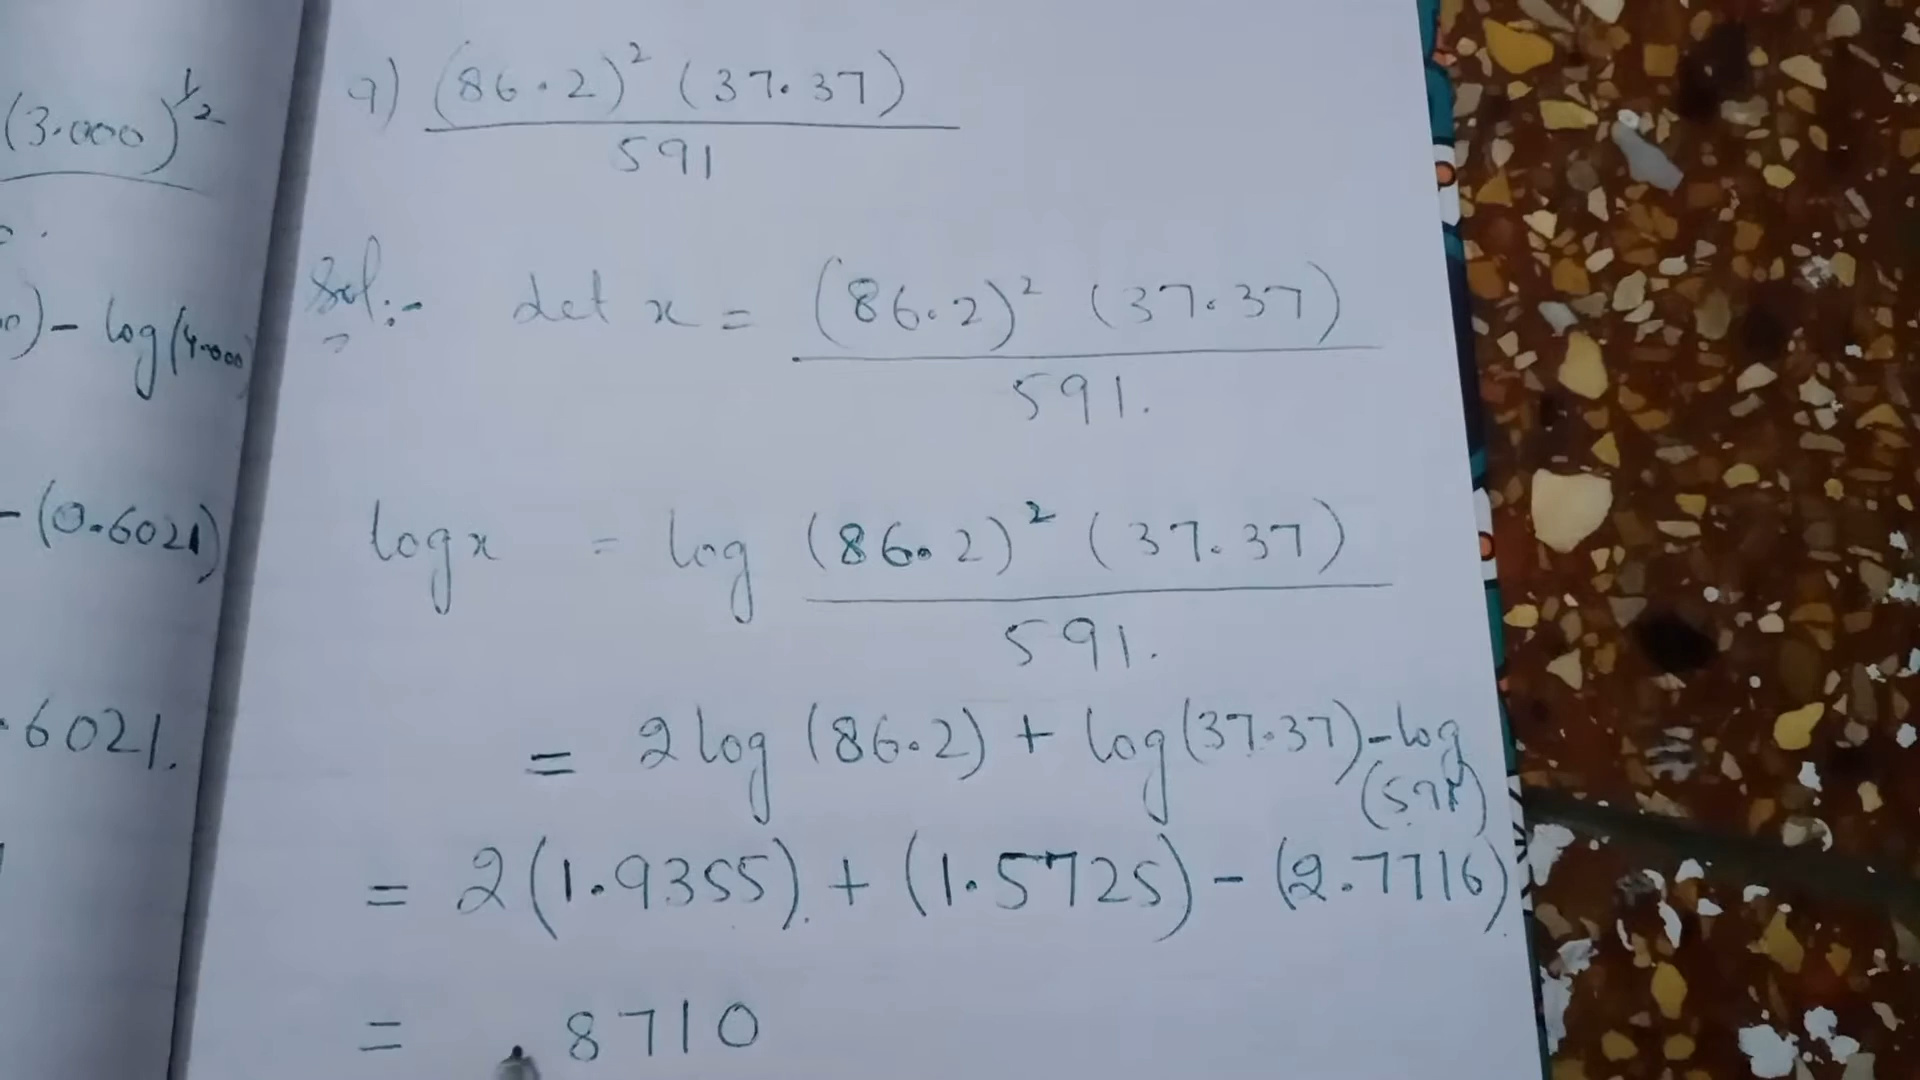 (3.000)^1/2
- log(4.000)
-(0.6021)
.6021.
9) (86.2)² (37.37)
591
Sol:- let x = (86.2)² (37.37)
591.
log x = log (86.2)² (37.37)
591.
= 2 log (86.2) + log (37.37) - log
(591)
= 2(1.9355) + (1.5725) - (2.7716)
= 8710